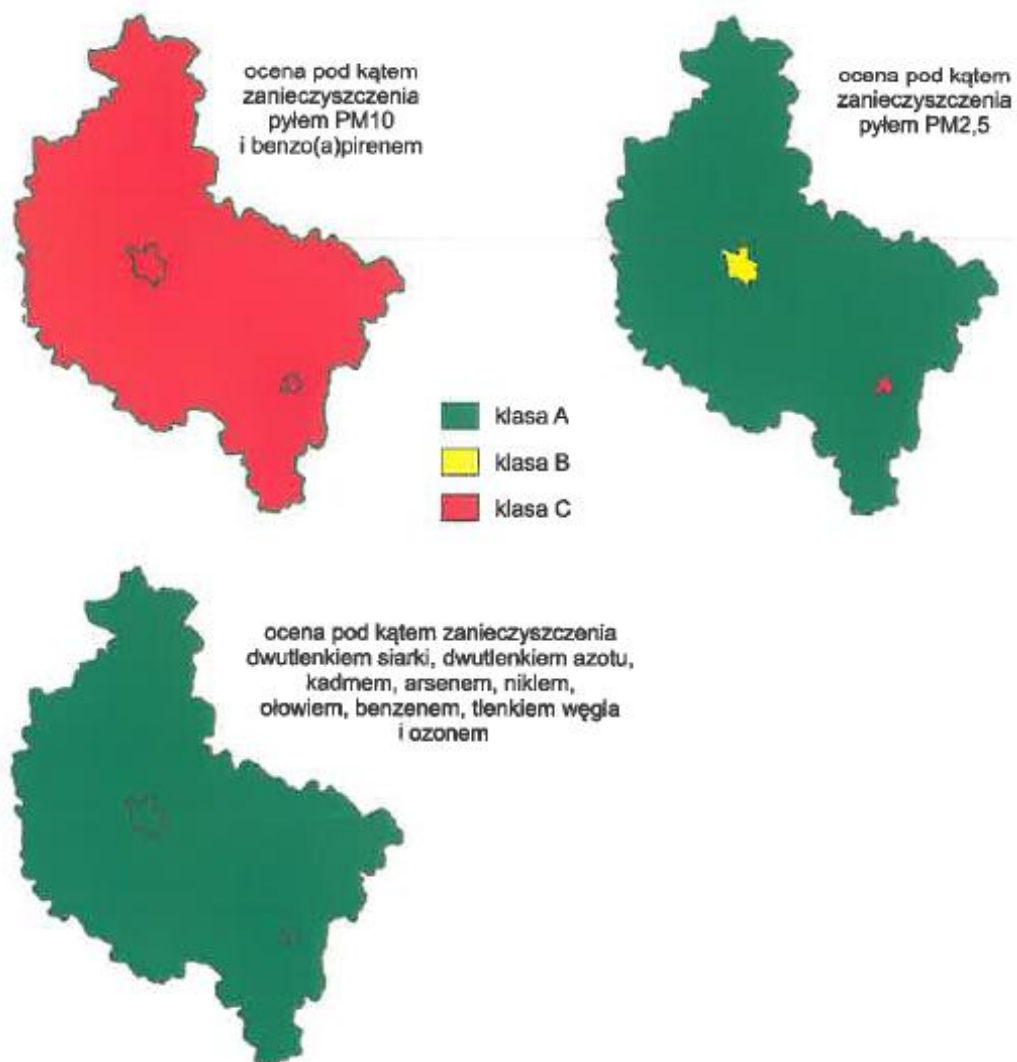 ocena pod kątem
zanieczyszczenia
pyłem PM10
i benzo(a)pirenem
ocena pod kątem
zanieczyszczenia
pyłem PM2,5
klasa A
klasa B
klasa C
ocena pod kątem zanieczyszczenia
dwutlenkiem siarki, dwutlenkiem azotu,
kadmem, arsenem, niklem,
ołowiem, benzenem, tlenkiem węgla
i ozonem